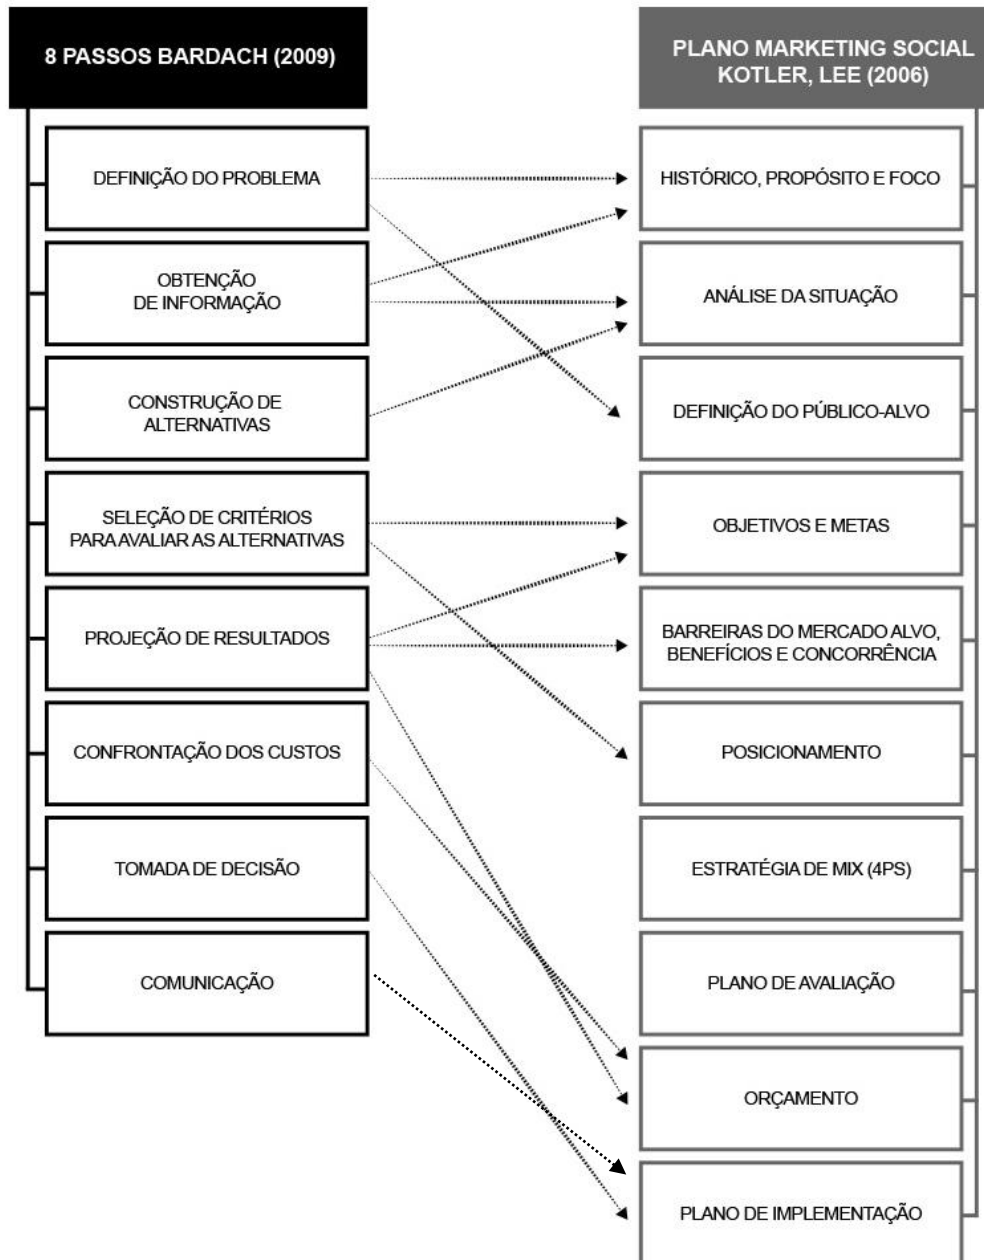 8 PASSOS BARDACH (2009)
DEFINIÇÃO DO PROBLEMA
OBTENÇÃO
DE INFORMAÇÃO
CONSTRUÇÃO DE
ALTERNATIVAS
SELEÇÃO DE CRITÉRIOS
PARA AVALIAR AS ALTERNATIVAS
PROJEÇÃO DE RESULTADOS
CONFRONTAÇÃO DOS CUSTOS
TOMADA DE DECISÃO
COMUNICAÇÃO
PLANO MARKETING SOCIAL
KOTLER, LEE (2006)
HISTÓRICO, PROPÓSITO E FOCO
ANÁLISE DA SITUAÇÃO
DEFINIÇÃO DO PÚBLICO-ALVO
OBJETIVOS E METAS
BARREIRAS DO MERCADO ALVO,
BENEFÍCIOS E CONCORRÊNCIA
POSICIONAMENTO
ESTRATÉGIA DE MIX (4PS)
PLANO DE AVALIAÇÃO
ORÇAMENTO
PLANO DE IMPLEMENTAÇÃO